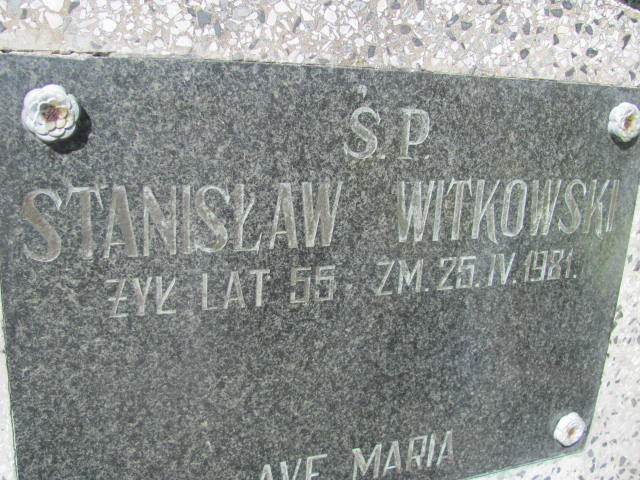 Ś.P.
STANISŁAW WITKOWSKI
ŻYŁ LAT 55 ZM. 25.IV.1981.
AVE MARIA